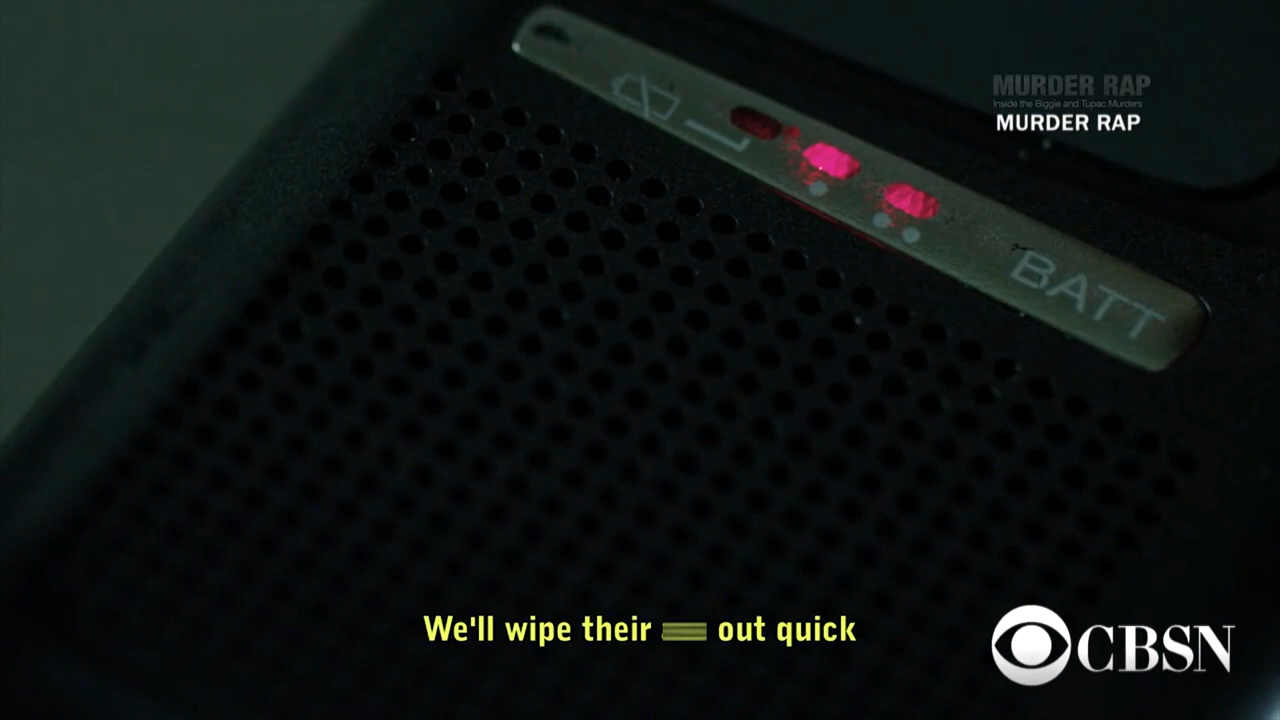 MURDER RAP
Inside the Biggie and Tupac Murders
MURDER RAP
BATT
We'll wipe their out quick
CBSN